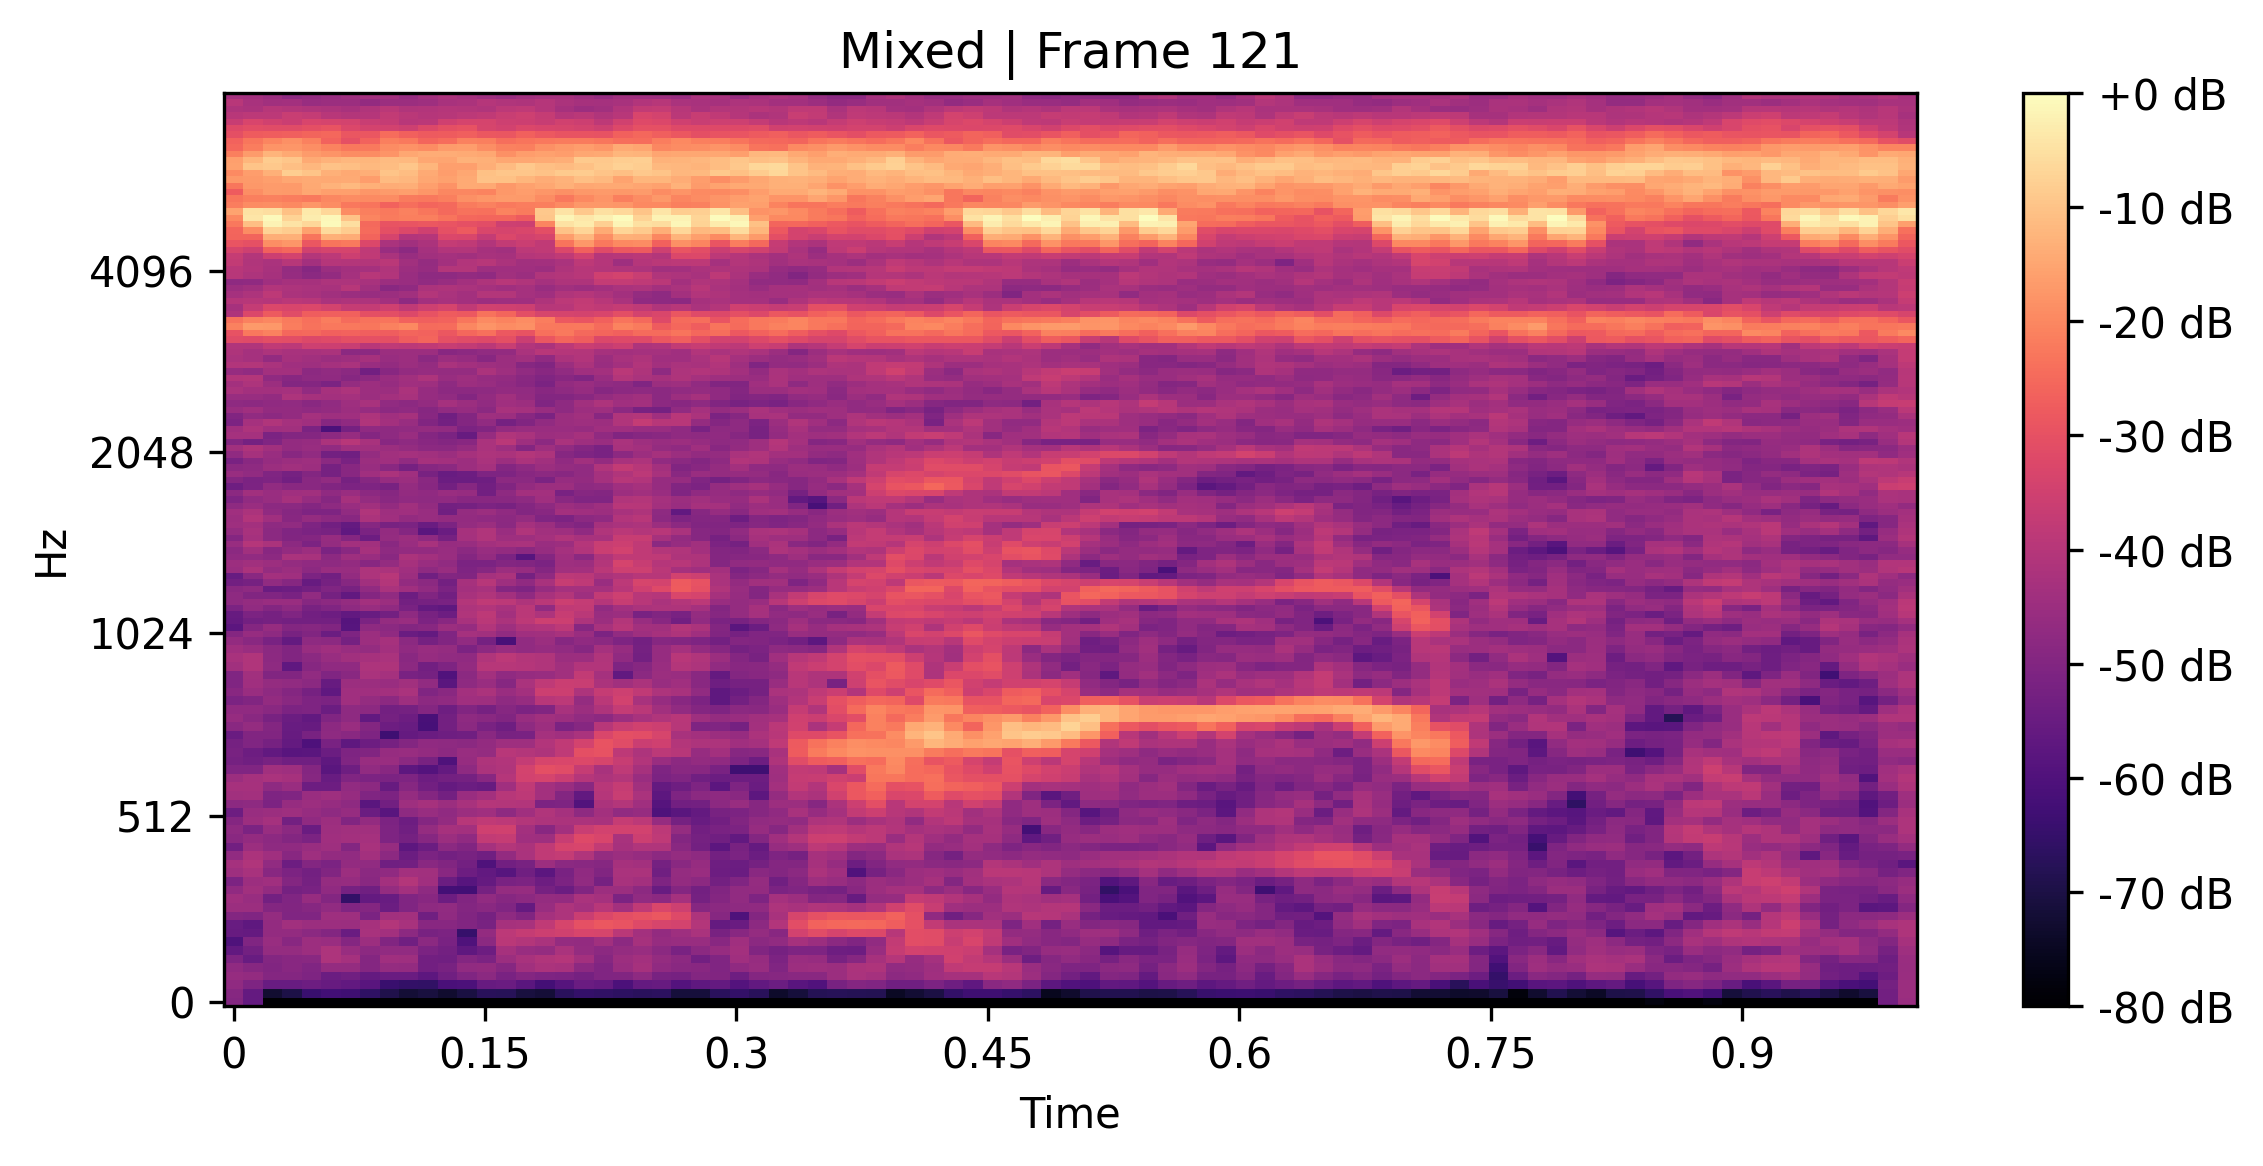 Mixed | Frame 121
+0 dB
-10 dB
-20 dB
-30 dB
-40 dB
-50 dB
-60 dB
-70 dB
-80 dB
Hz
4096
2048
1024
512
0
0 0.15 0.3 0.45 0.6 0.75 0.9
Time